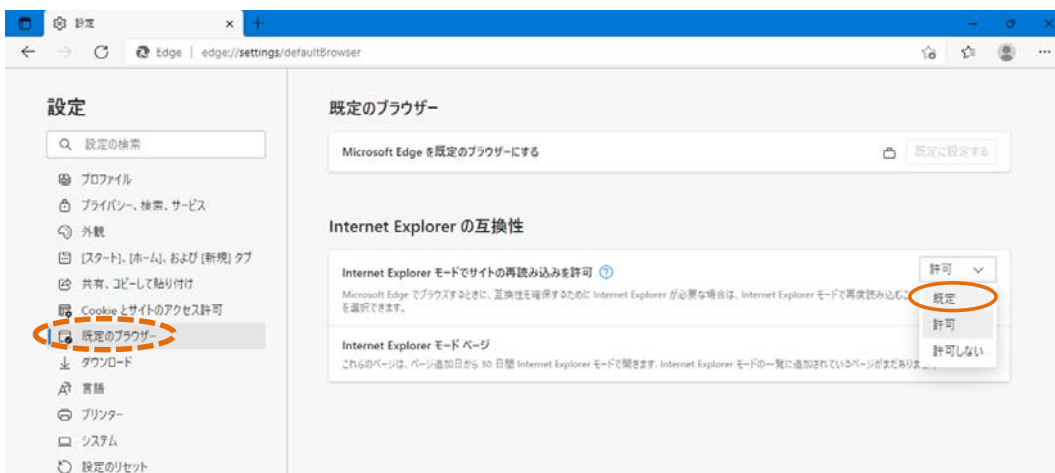 設定
Edge | edge://settings/defaultBrowser
設定
設定の検索
プロファイル
プライバシー、検索、サービス
外観
[スタート]、[ホーム]、および [新規] タブ
共有、コピーして貼り付け
Cookie とサイトのアクセス許可
既定のブラウザー
ダウンロード
言語
プリンター
システム
設定のリセット
既定のブラウザー
Microsoft Edge を既定のブラウザーにする
既定に設定する
Internet Explorer の互換性
Internet Explorer モードでサイトの再読み込みを許可
許可
Microsoft Edge でブラウズするときに、互換性を確保するために Internet Explorer が必要な場合は、Internet Explorer モードで再度読み込むこ
を選択できます。
既定
許可
許可しない
Internet Explorer モード ページ
これらのページは、ページ追加日から 30 日間 Internet Explorer モードで開きます. Internet Explorer モードの一覧に追加されているページがまだありま